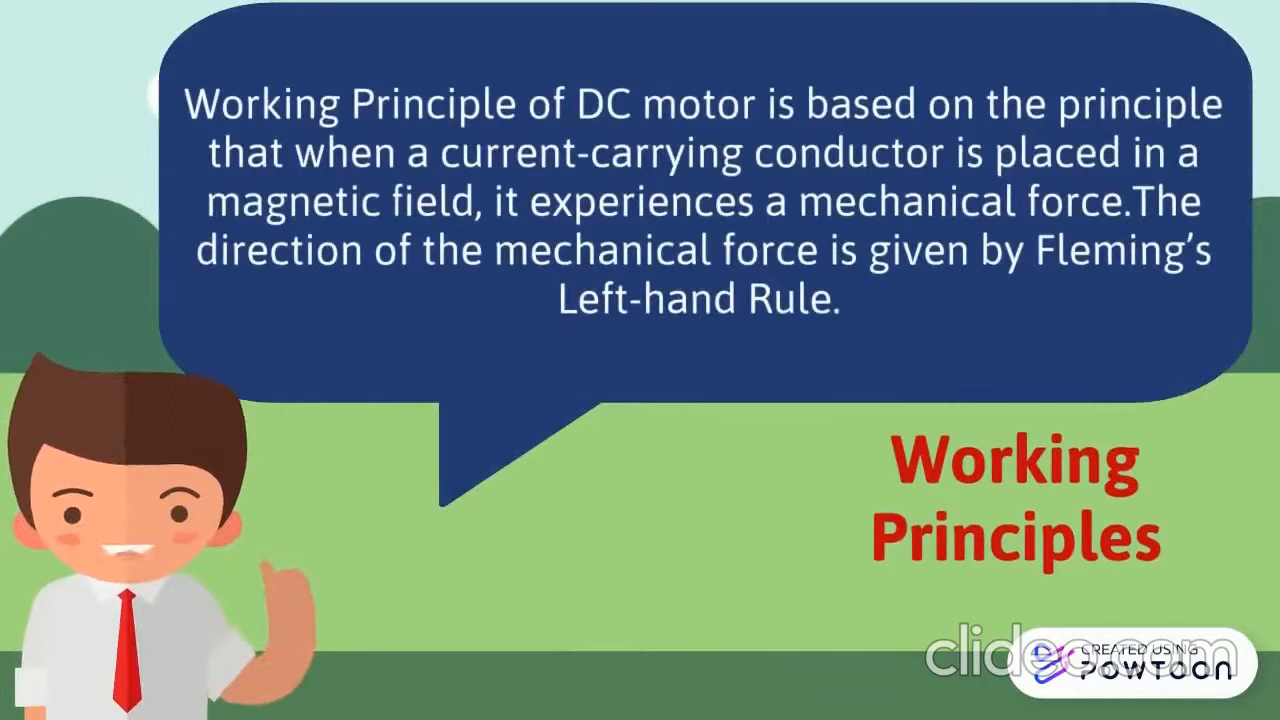 Working Principle of DC motor is based on the principle
that when a current-carrying conductor is placed in a
magnetic field, it experiences a mechanical force.The
direction of the mechanical force is given by Fleming’s
Left-hand Rule.
Working
Principles
clideo.com
CREATED USING
POWTOON